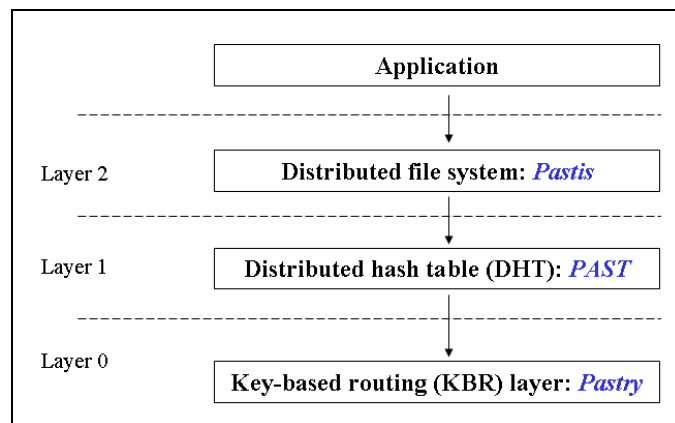 Application
Layer 2
Distributed file system: Pastis
Layer 1
Distributed hash table (DHT): PAST
Layer 0
Key-based routing (KBR) layer: Pastry